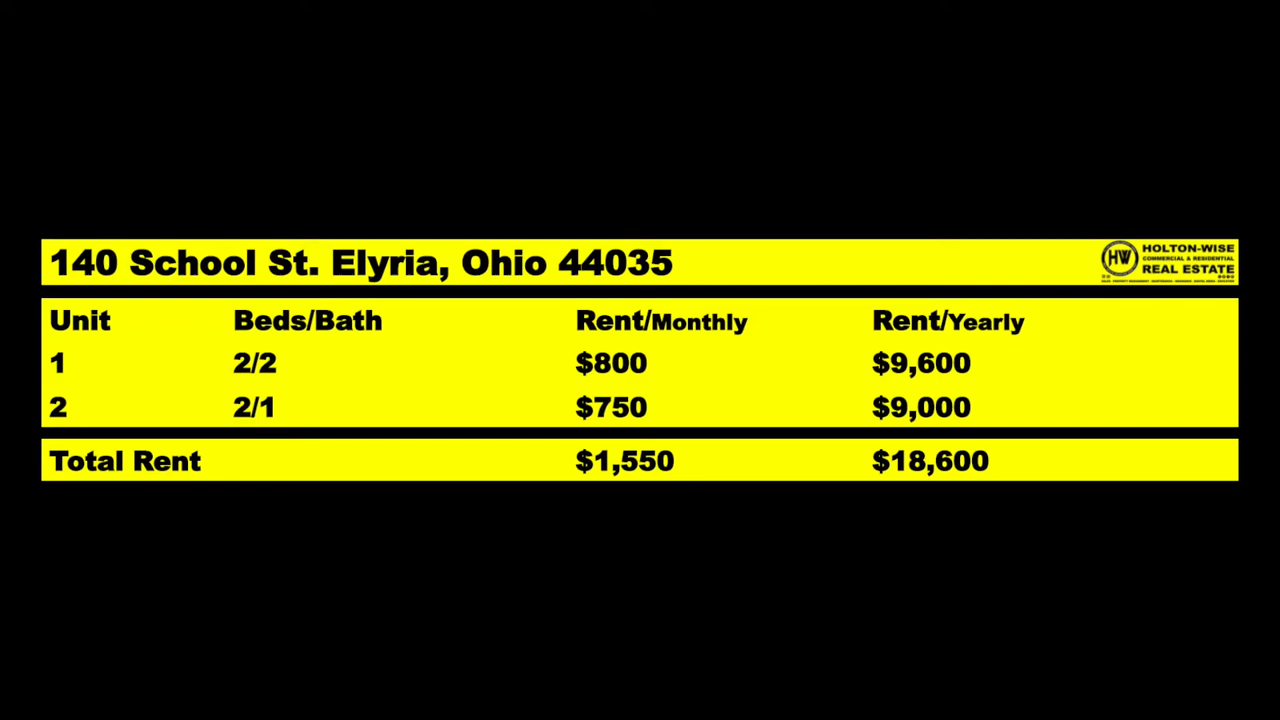 140 School St. Elyria, Ohio 44035
HW
HOLTON-WISE
COMMERCIAL & RESIDENTIAL
REAL ESTATE
Unit Beds/Bath Rent/Monthly Rent/Yearly
1 2/2 $800 $9,600
2 2/1 $750 $9,000
Total Rent $1,550 $18,600